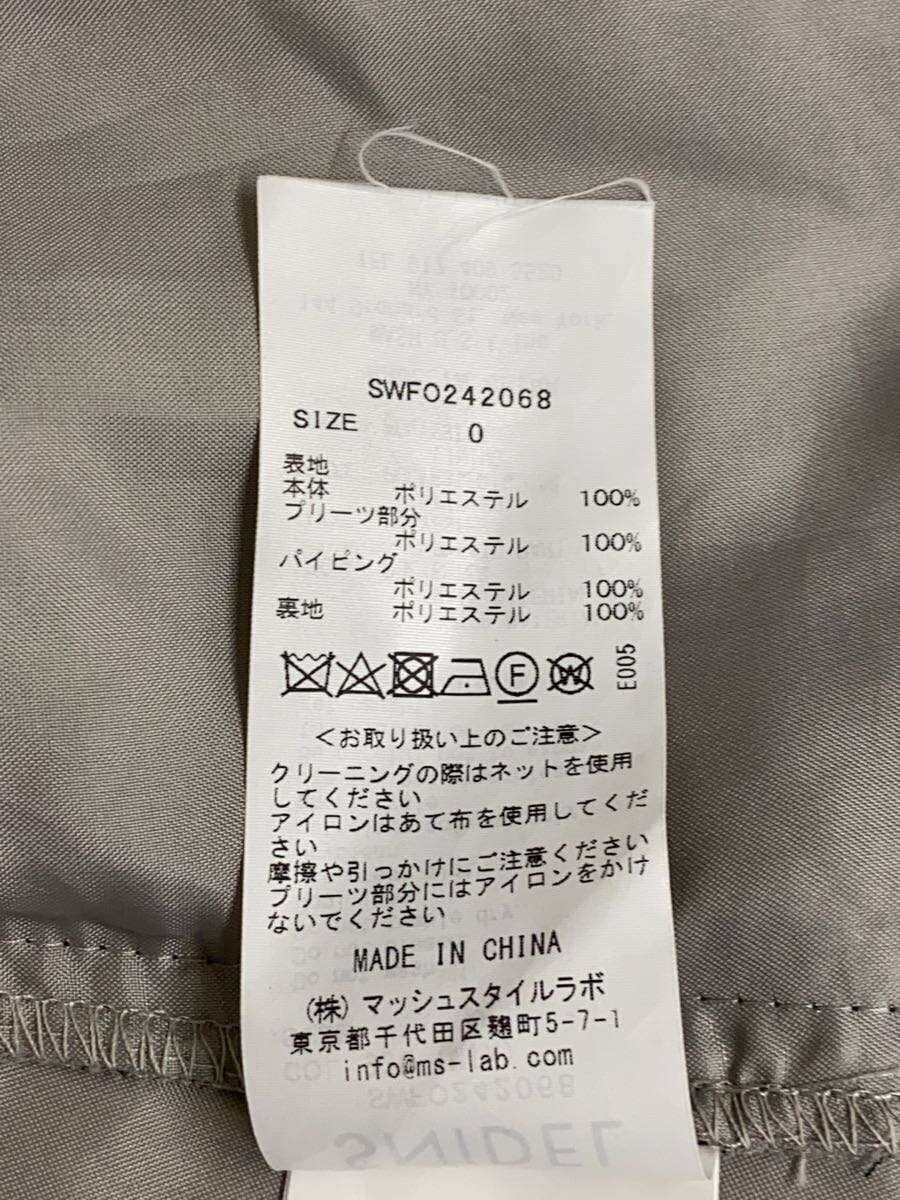 SWFO242068
SIZE 0
表地
本体 ポリエステル 100%
プリーツ部分
ポリエステル 100%
パイピング
ポリエステル 100%
裏地 ポリエステル 100%
F W
E005
＜お取り扱い上のご注意＞
クリーニングの際はネットを使用
してください
アイロンはあて布を使用してくだ
さい
摩擦や引っかけにご注意ください
プリーツ部分にはアイロンをかけ
ないでください
MADE IN CHINA
(株)マッシュスタイルラボ
東京都千代田区麹町5-7-1
info@ms-lab.com
SWFO242068
SNIDEL